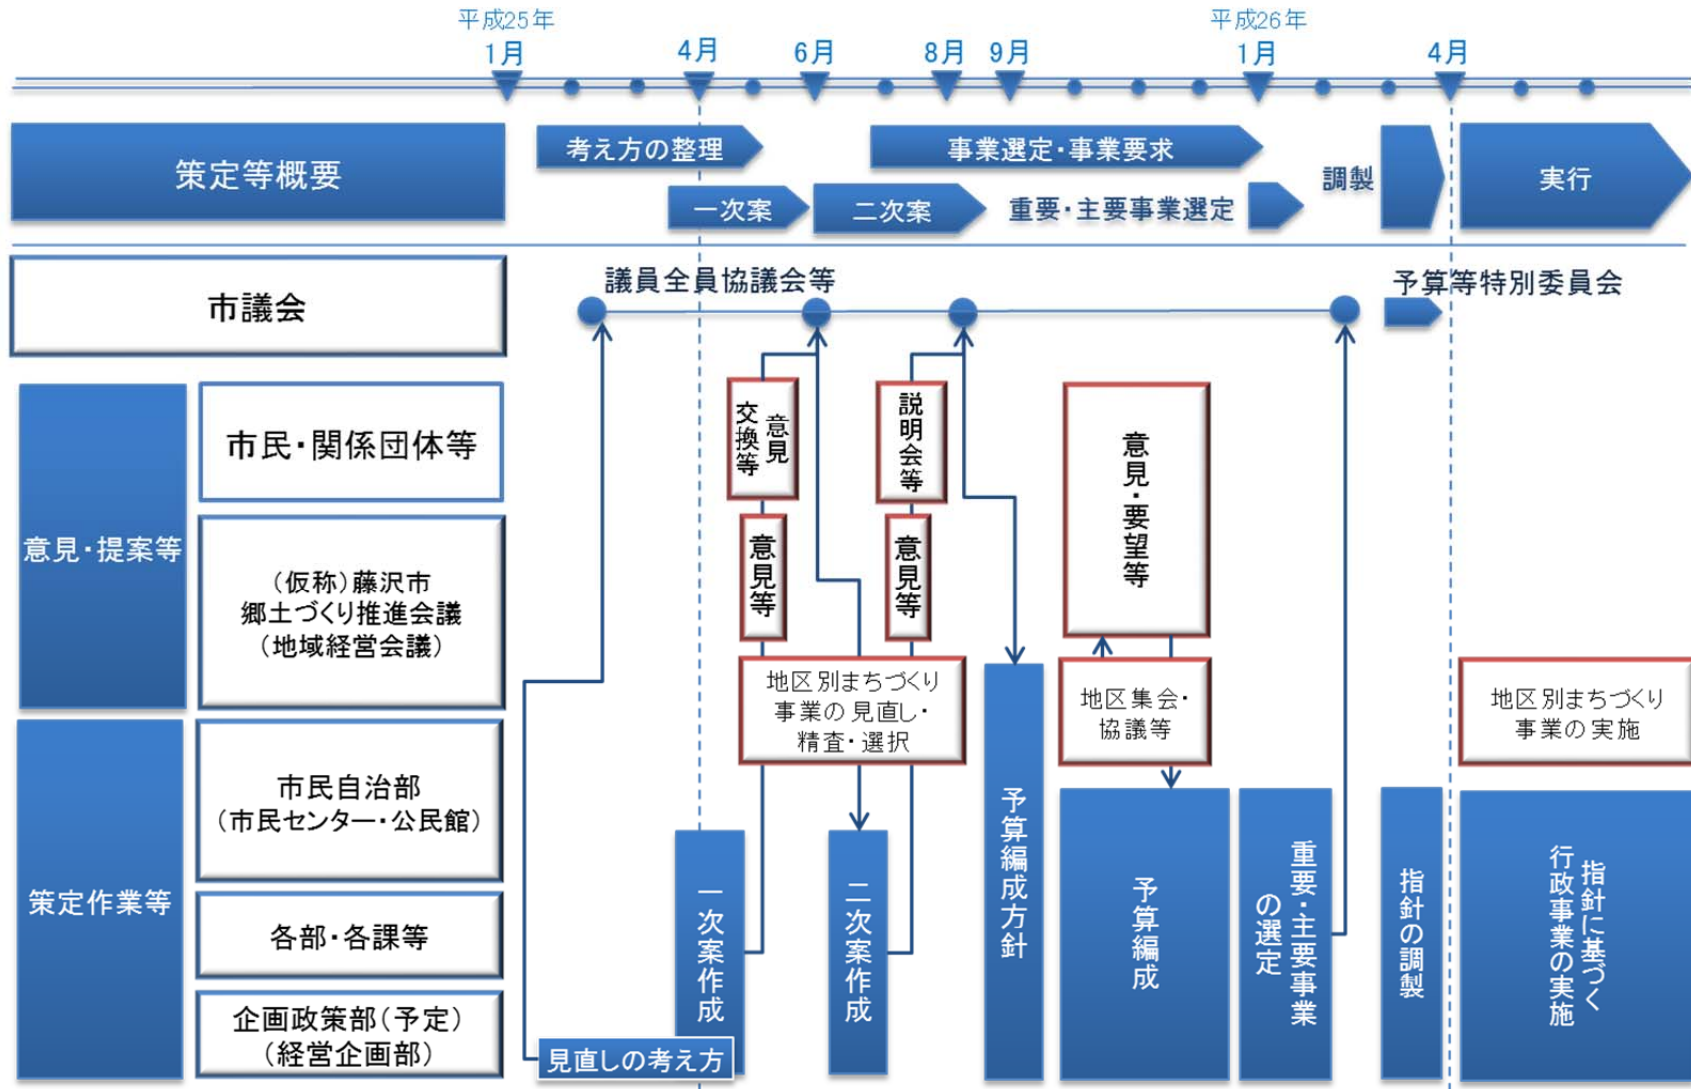 平成25年
平成26年
1月
4月
6月
8月
9月
1月
4月
策定等概要
考え方の整理
事業選定・事業要求
調製
実行
一次案
二次案
重要・主要事業選定
市議会
議員全員協議会等
予算等特別委員会
意見・提案等
市民・関係団体等
意見
交換等
説明会等
意見・要望等
(仮称)藤沢市
郷土づくり推進会議
(地域経営会議)
意見等
意見等
地区別まちづくり
事業の見直し・
精査・選択
地区集会・
協議等
地区別まちづくり
事業の実施
策定作業等
市民自治部
(市民センター・公民館)
各部・各課等
企画政策部(予定)
(経営企画部)
見直しの考え方
一次案作成
二次案作成
予算編成方針
予算編成
重要・主要事業
の選定
指針の調製
指針に基づく
行政事業の実施